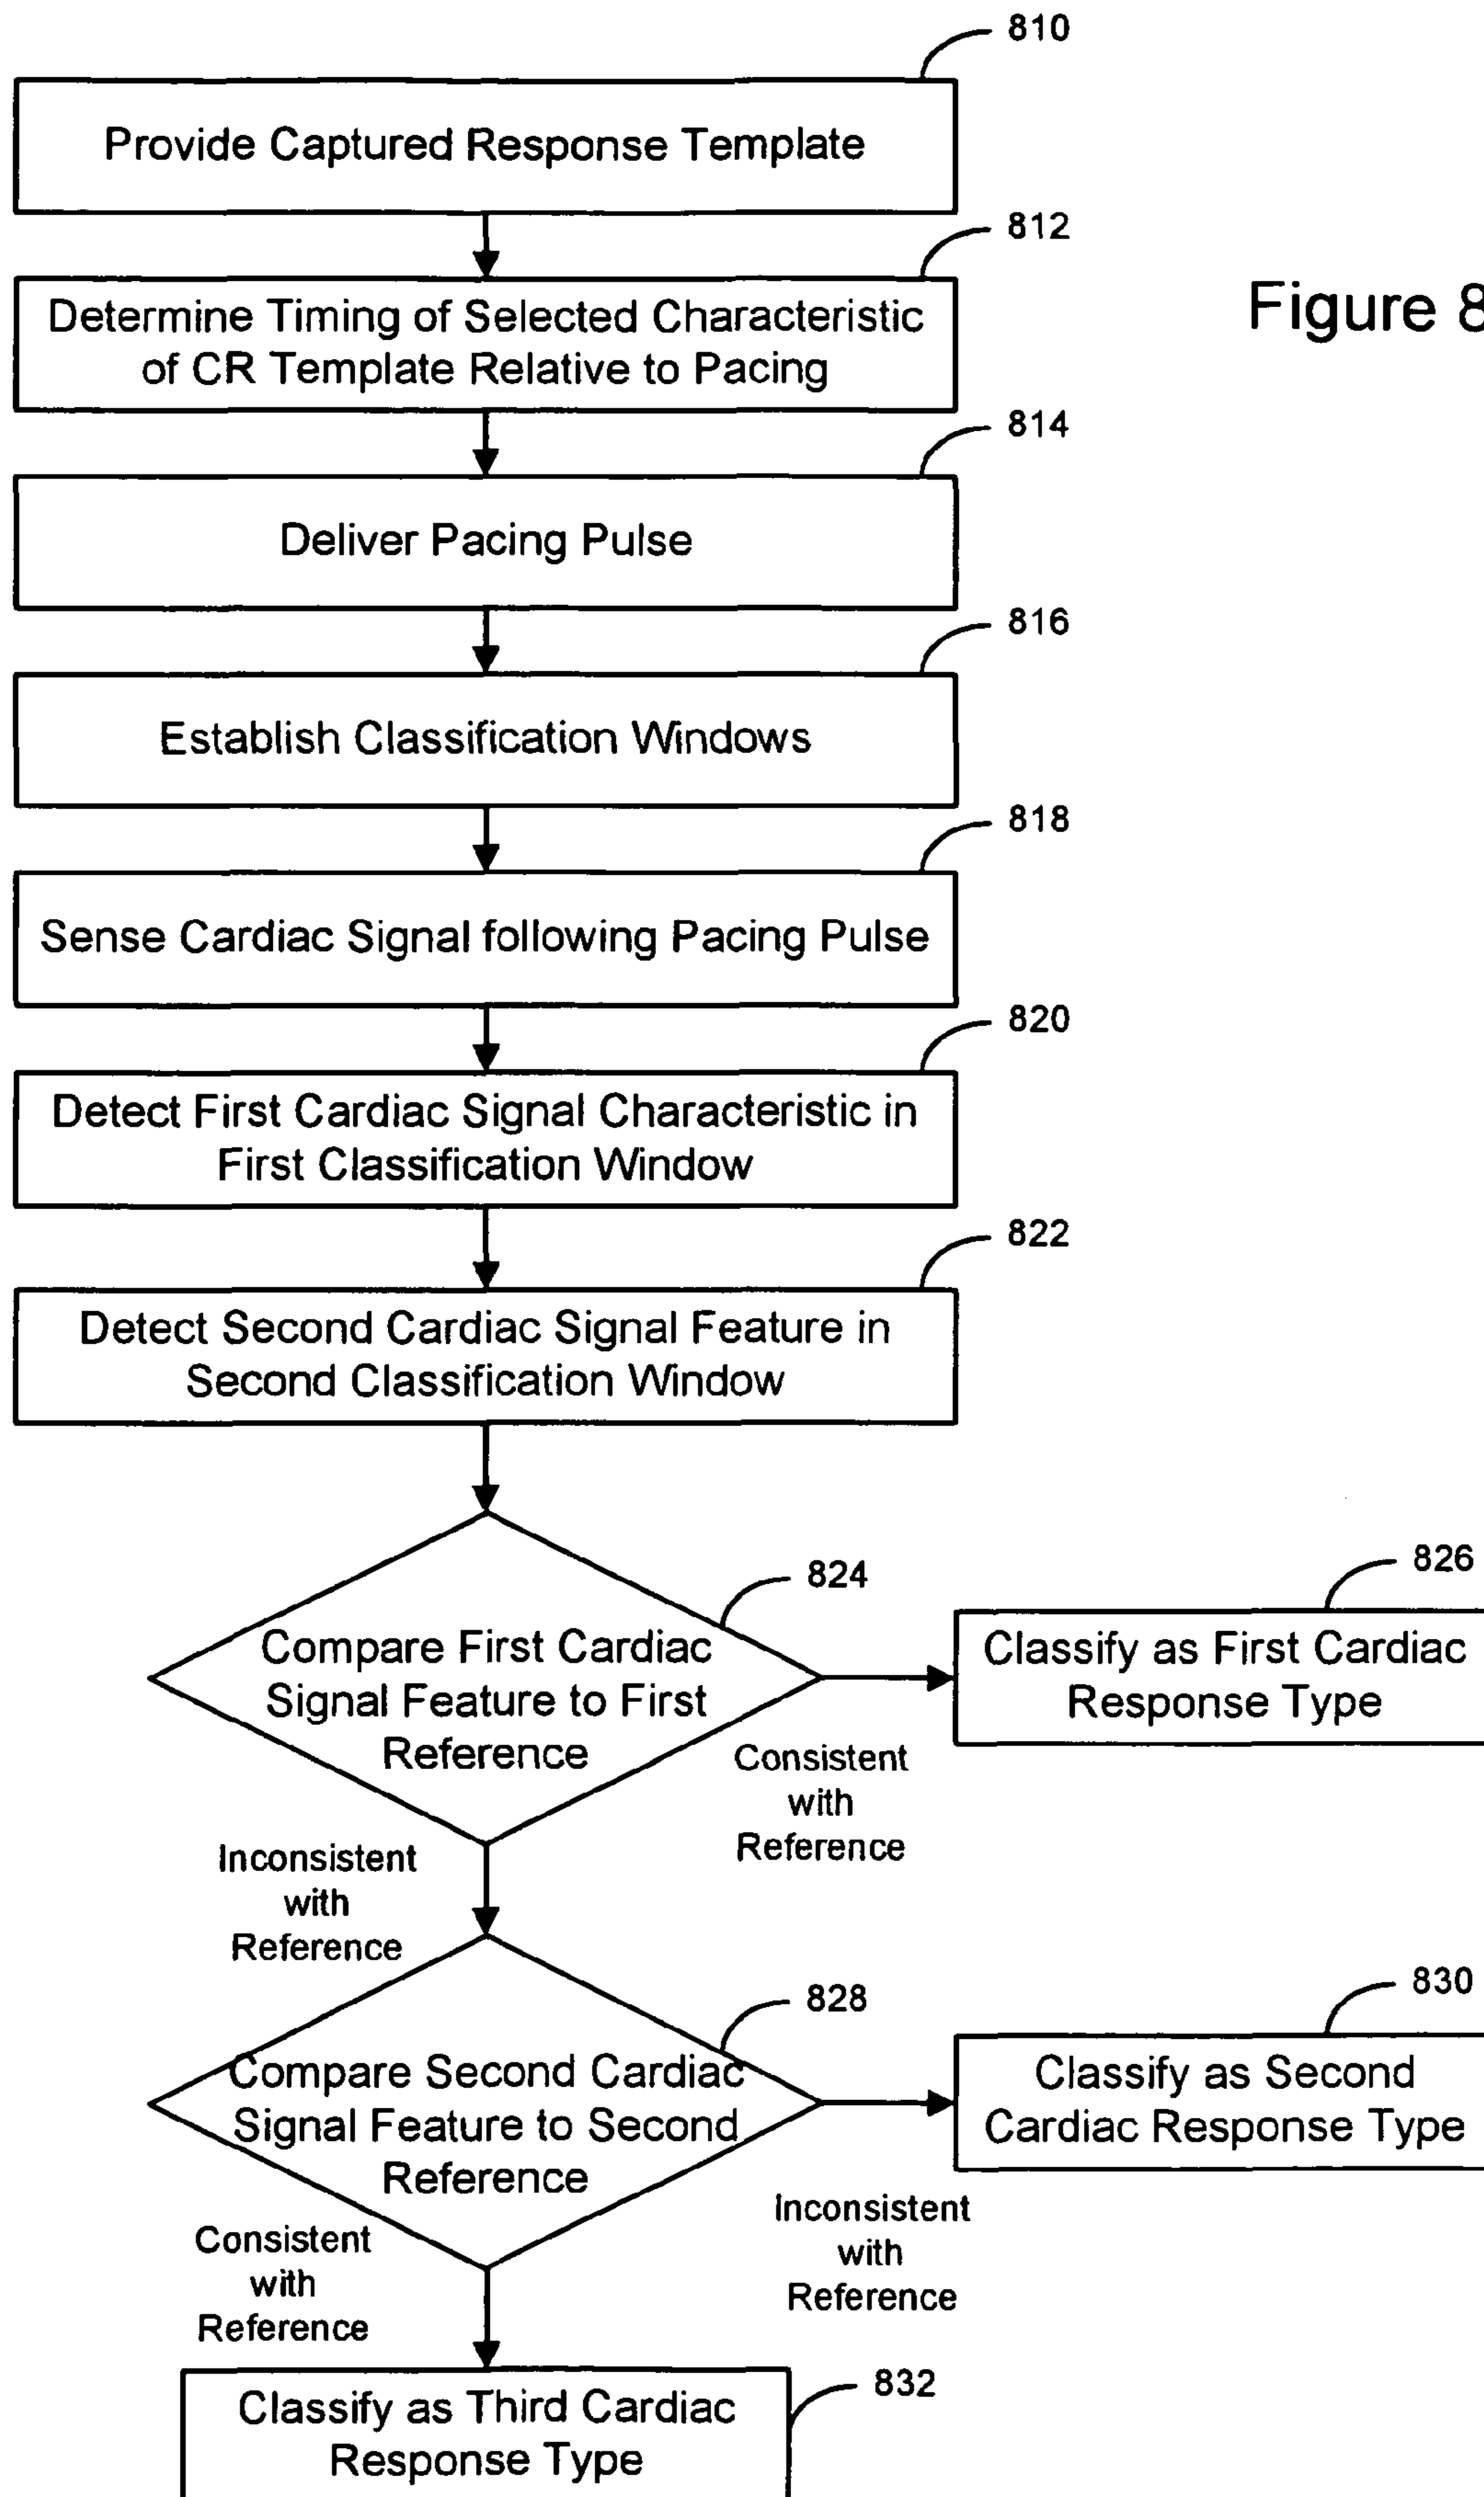 810
Provide Captured Response Template
812
Determine Timing of Selected Characteristic
of CR Template Relative to Pacing
Figure 8
814
Deliver Pacing Pulse
816
Establish Classification Windows
818
Sense Cardiac Signal following Pacing Pulse
820
Detect First Cardiac Signal Characteristic in
First Classification Window
822
Detect Second Cardiac Signal Feature in
Second Classification Window
824
Compare First Cardiac
Signal Feature to First
Reference
826
Classify as First Cardiac
Response Type
Consistent
with
Reference
Inconsistent
with
Reference
828
Compare Second Cardiac
Signal Feature to Second
Reference
830
Classify as Second
Cardiac Response Type
Inconsistent
with
Reference
Consistent
with
Reference
832
Classify as Third Cardiac
Response Type